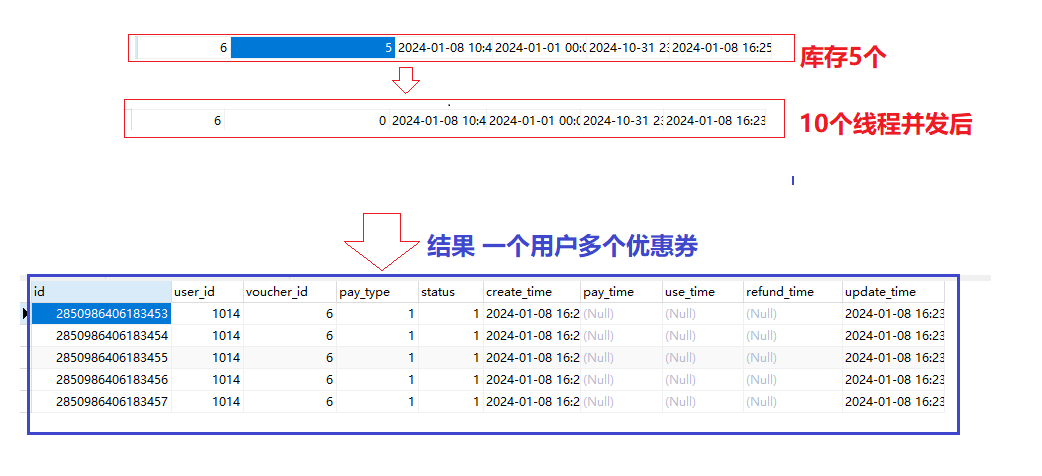 6 5 2024-01-08 10:4 2024-01-01 00:0 2024-10-31 23 2024-01-08 16:25
库存5个
6 0 2024-01-08 10:4 2024-01-01 00:0 2024-10-31 23 2024-01-08 16:23
10个线程并发后
结果 一个用户多个优惠券
id user_id voucher_id pay_type status create_time pay_time use_time refund_time update_time
2850986406183453 1014 6 1 1 2024-01-08 16:2 (Null) (Null) (Null) 2024-01-08 16:23
2850986406183454 1014 6 1 1 2024-01-08 16:2 (Null) (Null) (Null) 2024-01-08 16:23
2850986406183455 1014 6 1 1 2024-01-08 16:2 (Null) (Null) (Null) 2024-01-08 16:23
2850986406183456 1014 6 1 1 2024-01-08 16:2 (Null) (Null) (Null) 2024-01-08 16:23
2850986406183457 1014 6 1 1 2024-01-08 16:2 (Null) (Null) (Null) 2024-01-08 16:23